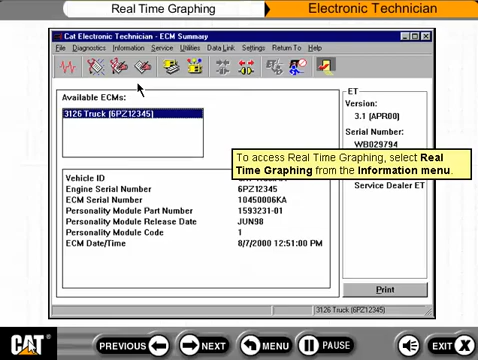 Real Time Graphing
Electronic Technician
Cat Electronic Technician - ECM Summary
File Diagnostics Information Service Utilities Data Link Settings Return To Help
Available ECMs:
3126 Truck (6PZ12345)
ET
Version:
3.1 (APR00)
Serial Number:
WB029794
To access Real Time Graphing, select Real
Time Graphing from the Information menu.
Service Dealer ET
Vehicle ID
Engine Serial Number 6PZ12345
ECM Serial Number 10450006KA
Personality Module Part Number 1593231-01
Personality Module Release Date JUN98
Personality Module Code 1
ECM Date/Time 8/7/2000 12:51:00 PM
Print
3126 Truck (6PZ12345)
CAT PREVIOUS NEXT MENU PAUSE EXIT